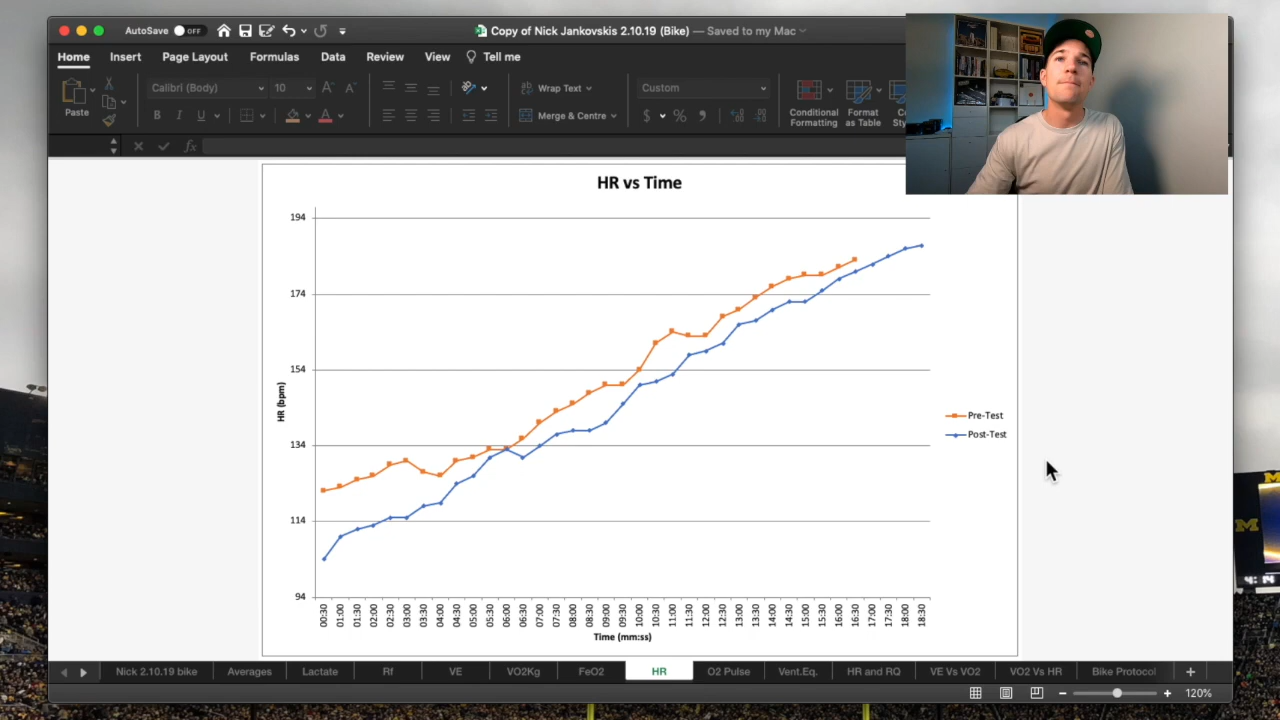 AutoSave OFF
Copy of Nick Jankovskis 2.10.19 (Bike) — Saved to my Mac
Home Insert Page Layout Formulas Data Review View Tell me
Paste
Calibri (Body) 10
B I U
Wrap Text
Merge & Centre
Custom
Conditional Formatting
Format as Table
fx
HR vs Time
194
174
154
134
114
94
HR (bpm)
Pre-Test
Post-Test
00:30 01:00 01:30 02:00 02:30 03:00 03:30 04:00 04:30 05:00 05:30 06:00 06:30 07:00 07:30 08:00 08:30 09:00 09:30 10:00 10:30 11:00 11:30 12:00 12:30 13:00 13:30 14:00 14:30 15:00 15:30 16:00 16:30 17:00 17:30 18:00 18:30
Time (mm:ss)
Nick 2.10.19 bike Averages Lactate Rf VE VO2Kg FeO2 HR O2 Pulse Vent.Eq. HR and RQ VE Vs VO2 VO2 Vs HR Bike Protocol
120%
M
M
4:14